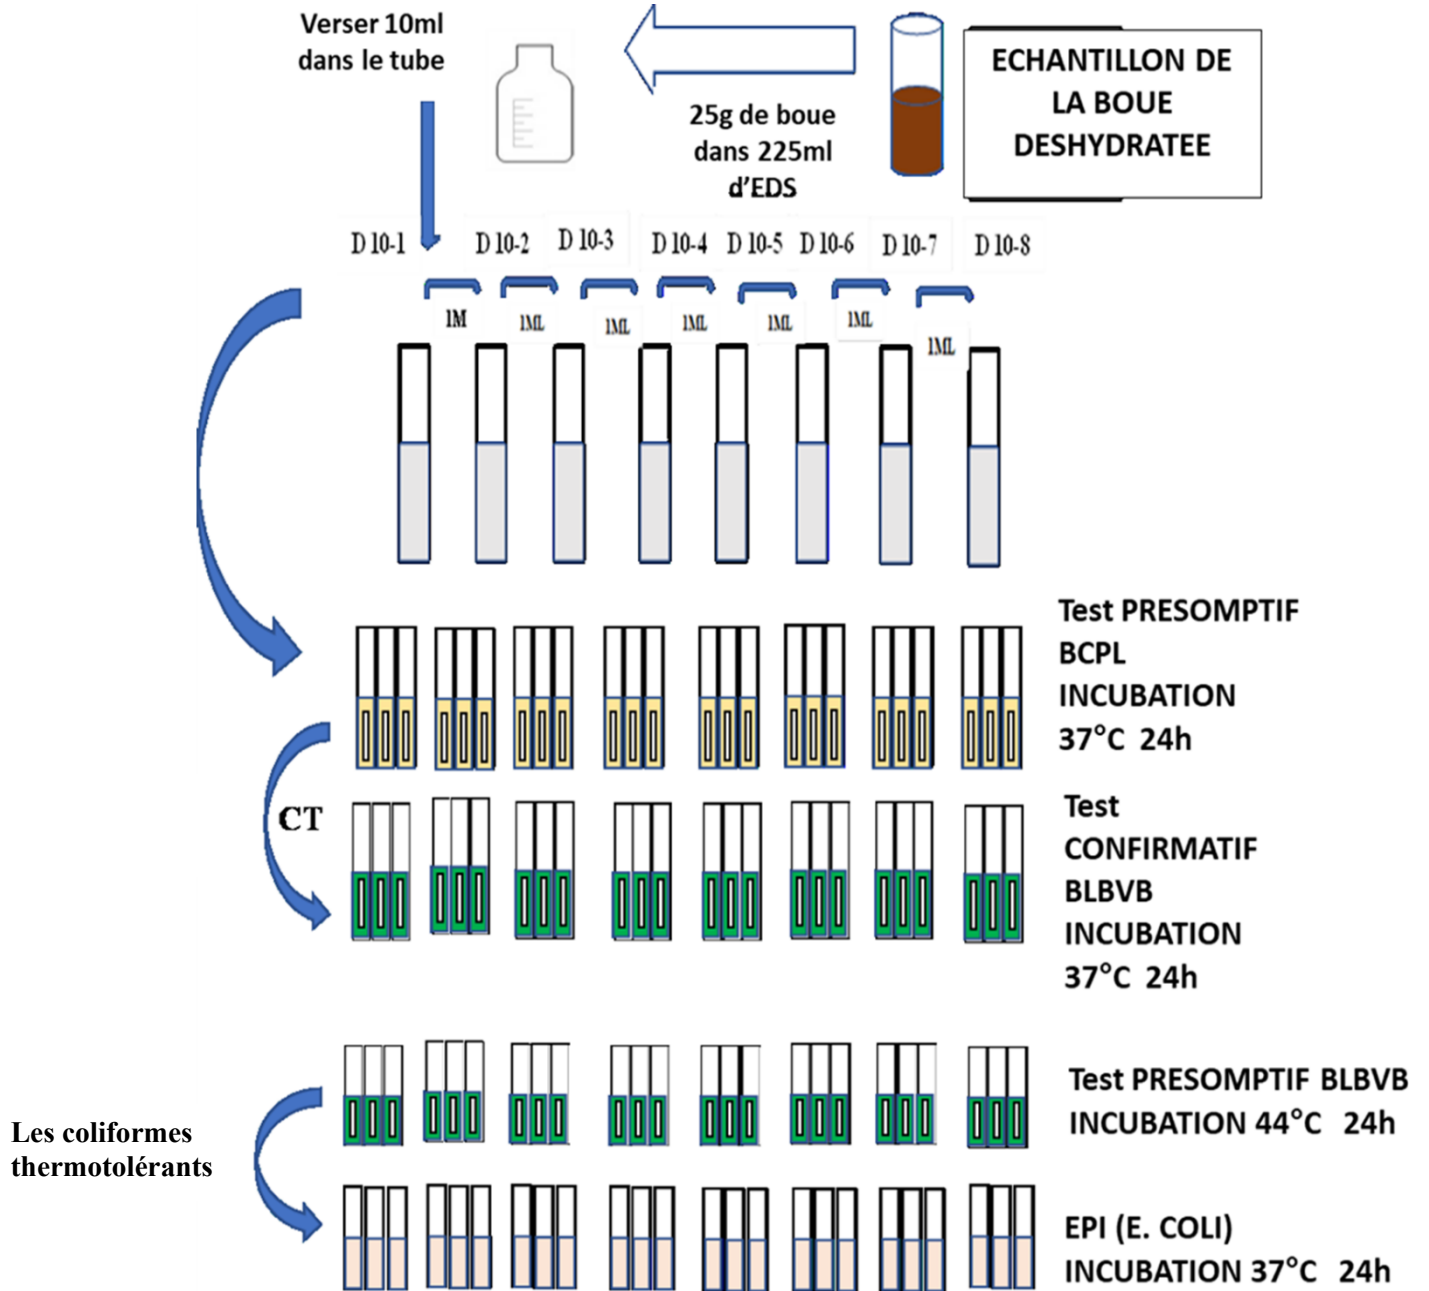 Verser 10ml
dans le tube
25g de boue
dans 225ml
d'EDS
ECHANTILLON DE
LA BOUE
DESHYDRATEE
D 10-1
D 10-2
D 10-3
D 10-4
D 10-5
D 10-6
D 10-7
D 10-8
1M
1ML
1ML
1ML
1ML
1ML
1ML
Test PRESOMPTIF
BCPL
INCUBATION
37°C 24h
CT
Test
CONFIRMATIF
BLBVB
INCUBATION
37°C 24h
Les coliformes
thermotolérants
Test PRESOMPTIF BLBVB
INCUBATION 44°C 24h
EPI (E. COLI)
INCUBATION 37°C 24h